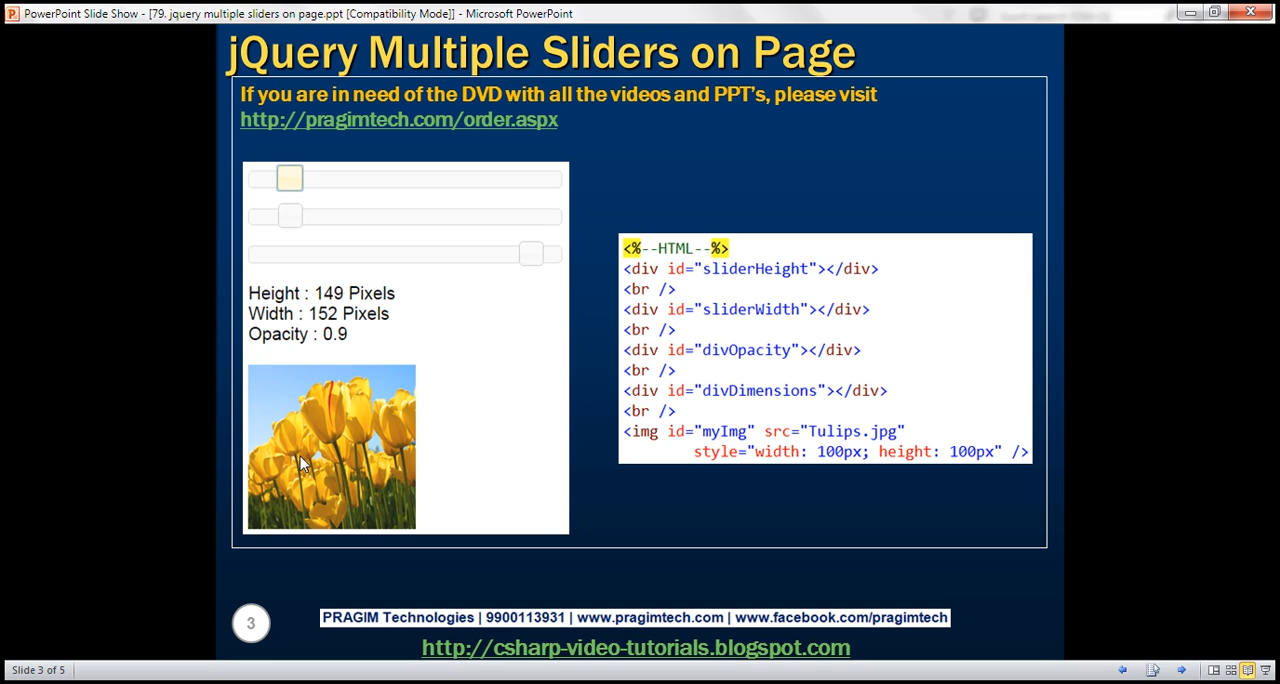 PowerPoint Slide Show - [79. jquery multiple sliders on page.ppt [Compatibility Mode]] - Microsoft PowerPoint
jQuery Multiple Sliders on Page
If you are in need of the DVD with all the videos and PPT's, please visit
http://pragimtech.com/order.aspx
Height : 149 Pixels
Width : 152 Pixels
Opacity : 0.9
<%--HTML--%>
<div id="sliderHeight"></div>
<br />
<div id="sliderWidth"></div>
<br />
<div id="divOpacity"></div>
<br />
<div id="divDimensions"></div>
<br />
<img id="myImg" src="Tulips.jpg"
style="width: 100px; height: 100px" />
3
PRAGIM Technologies | 9900113931 | www.pragimtech.com | www.facebook.com/pragimtech
http://csharp-video-tutorials.blogspot.com
Slide 3 of 5